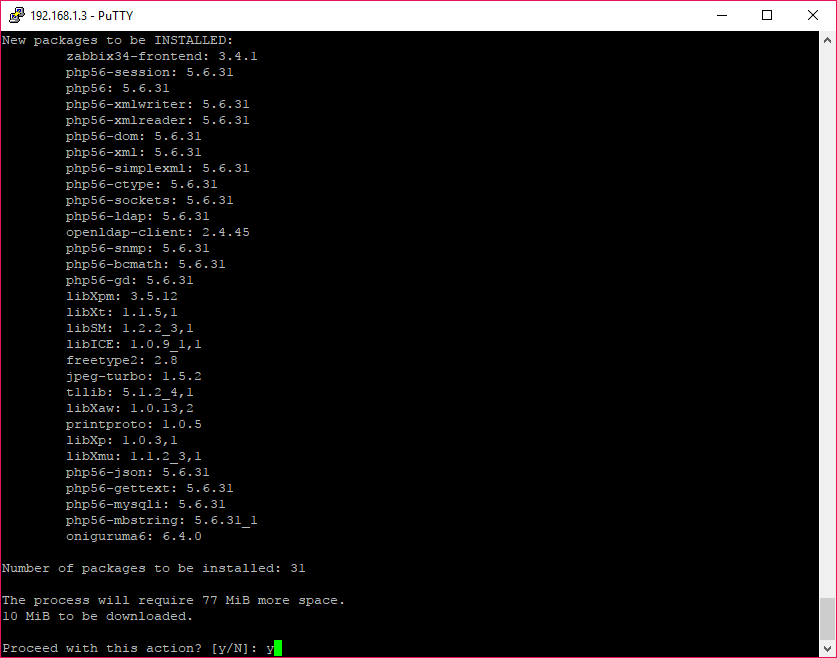 192.168.1.3 - PuTTY
New packages to be INSTALLED:
zabbix34-frontend: 3.4.1
php56-session: 5.6.31
php56: 5.6.31
php56-xmlwriter: 5.6.31
php56-xmlreader: 5.6.31
php56-dom: 5.6.31
php56-xml: 5.6.31
php56-simplexml: 5.6.31
php56-ctype: 5.6.31
php56-sockets: 5.6.31
php56-ldap: 5.6.31
openldap-client: 2.4.45
php56-snmp: 5.6.31
php56-bcmath: 5.6.31
php56-gd: 5.6.31
libXpm: 3.5.12
libXt: 1.1.5,1
libSM: 1.2.2_3,1
libICE: 1.0.9_1,1
freetype2: 2.8
jpeg-turbo: 1.5.2
t1lib: 5.1.2_4,1
libXaw: 1.0.13,2
printproto: 1.0.5
libXp: 1.0.3,1
libXmu: 1.1.2_3,1
php56-json: 5.6.31
php56-gettext: 5.6.31
php56-mysqli: 5.6.31
php56-mbstring: 5.6.31_1
oniguruma6: 6.4.0
Number of packages to be installed: 31
The process will require 77 MiB more space.
10 MiB to be downloaded.
Proceed with this action? [y/N]: y